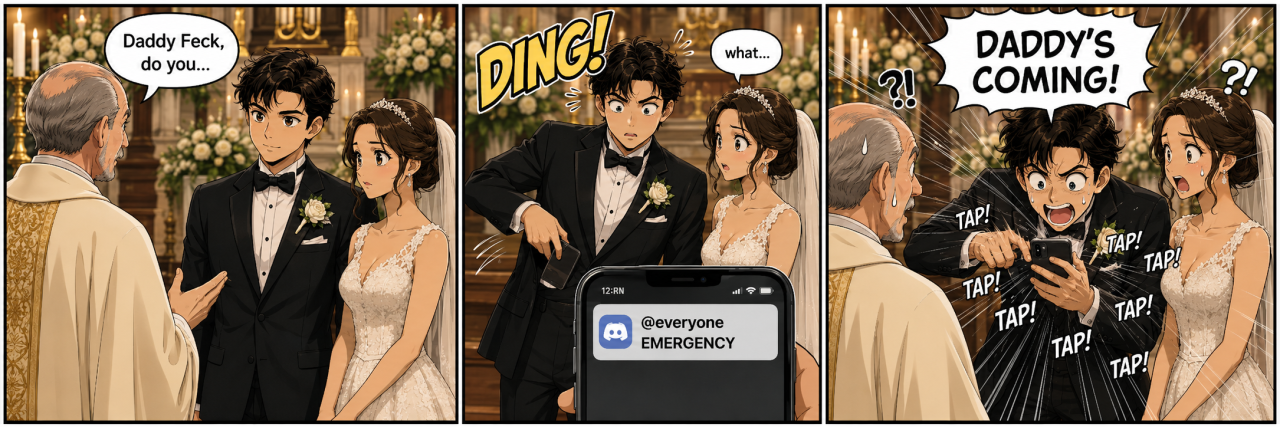 Daddy Feck,
do you...
DING!
what...
12:RN
@everyone
EMERGENCY
DADDY'S
COMING!
?!
?!
TAP!
TAP!
TAP!
TAP!
TAP!
TAP!
TAP!
TAP!